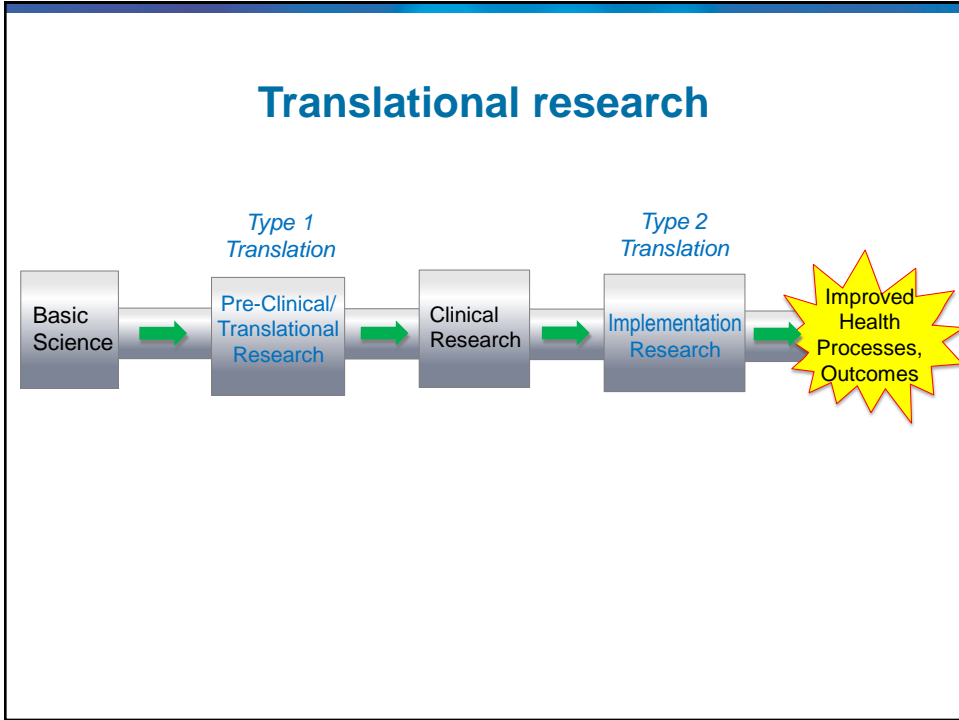 Translational research
Type 1
Translation
Type 2
Translation
Basic
Science
Pre-Clinical/
Translational
Research
Clinical
Research
Implementation
Research
Improved
Health
Processes,
Outcomes